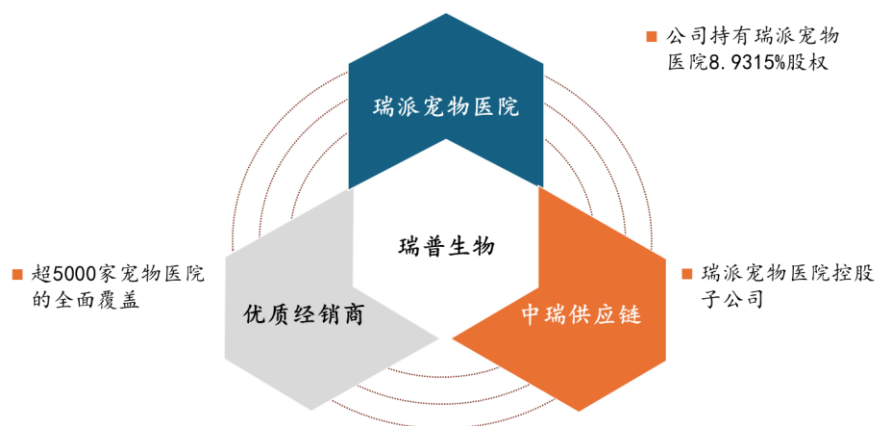 公司持有瑞派宠物
医院8.9315%股权
瑞派宠物医院
瑞普生物
超5000家宠物医院
的全面覆盖
优质经销商
中瑞供应链
瑞派宠物医院控股
子公司